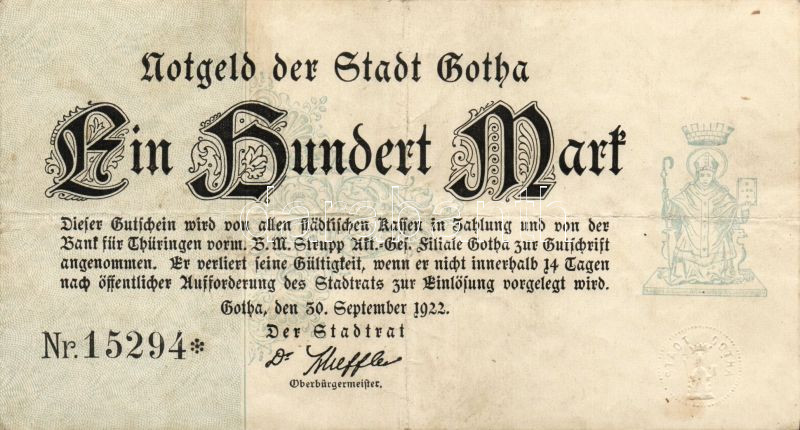 Notgeld der Stadt Gotha
Ein Hundert Mark
Dieser Gutschein wird von allen städtischen Kassen in Zahlung und von der
Bank für Thüringen vorm. B. M. Strupp Akt.-Ges. Filiale Gotha zur Gutschrift
angenommen. Er verliert seine Gültigkeit, wenn er nicht innerhalb 14 Tagen
nach öffentlicher Aufforderung des Stadtrats zur Einlösung vorgelegt wird.
Gotha, den 30. September 1922.
Der Stadtrat
Nr. 15294*
Dr. Scheffler
Oberbürgermeister.